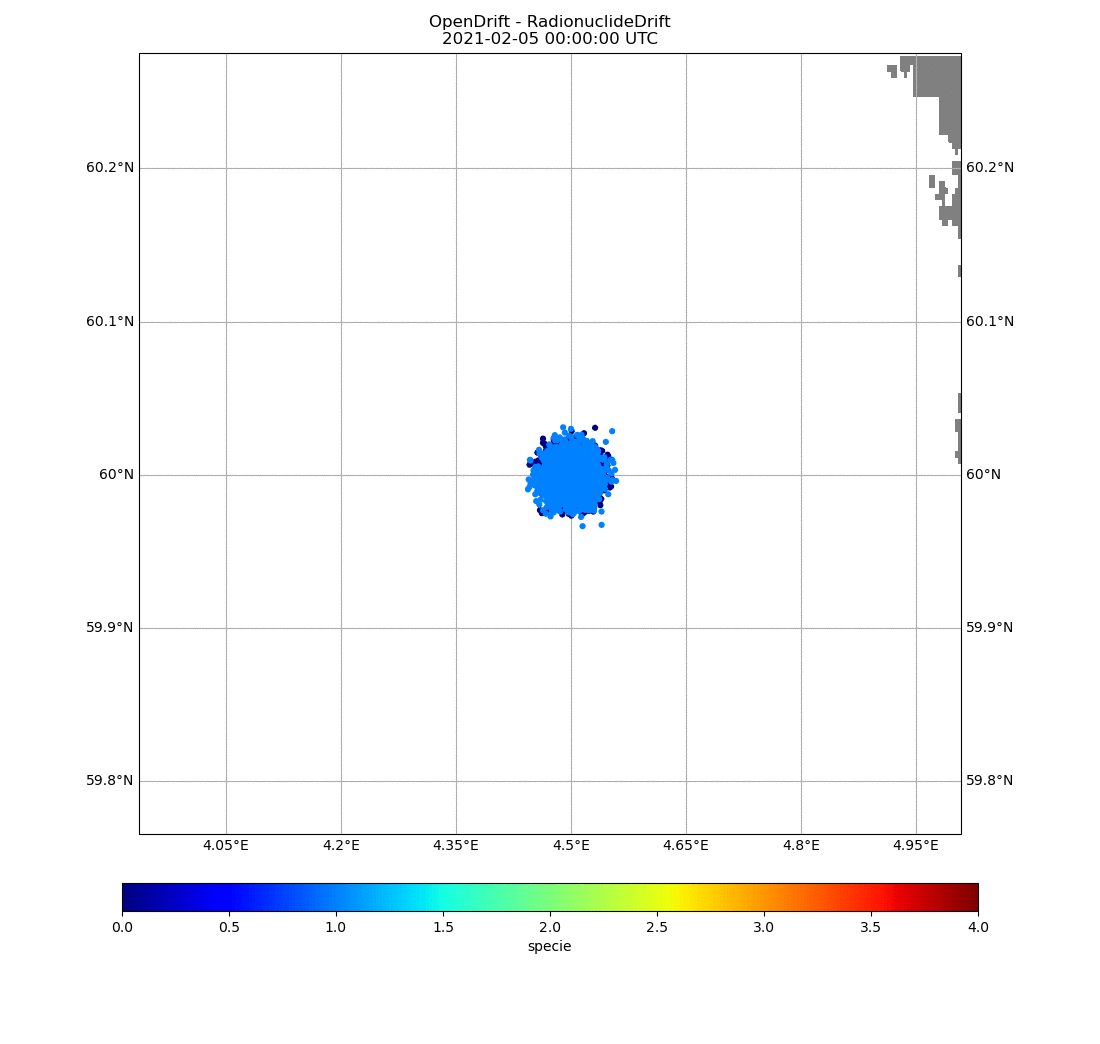 OpenDrift - RadionuclideDrift
2021-02-05 00:00:00 UTC
60.2°N 60.2°N
60.1°N 60.1°N
60°N 60°N
59.9°N 59.9°N
59.8°N 59.8°N
4.05°E 4.2°E 4.35°E 4.5°E 4.65°E 4.8°E 4.95°E
0.0 0.5 1.0 1.5 2.0 2.5 3.0 3.5 4.0
specie